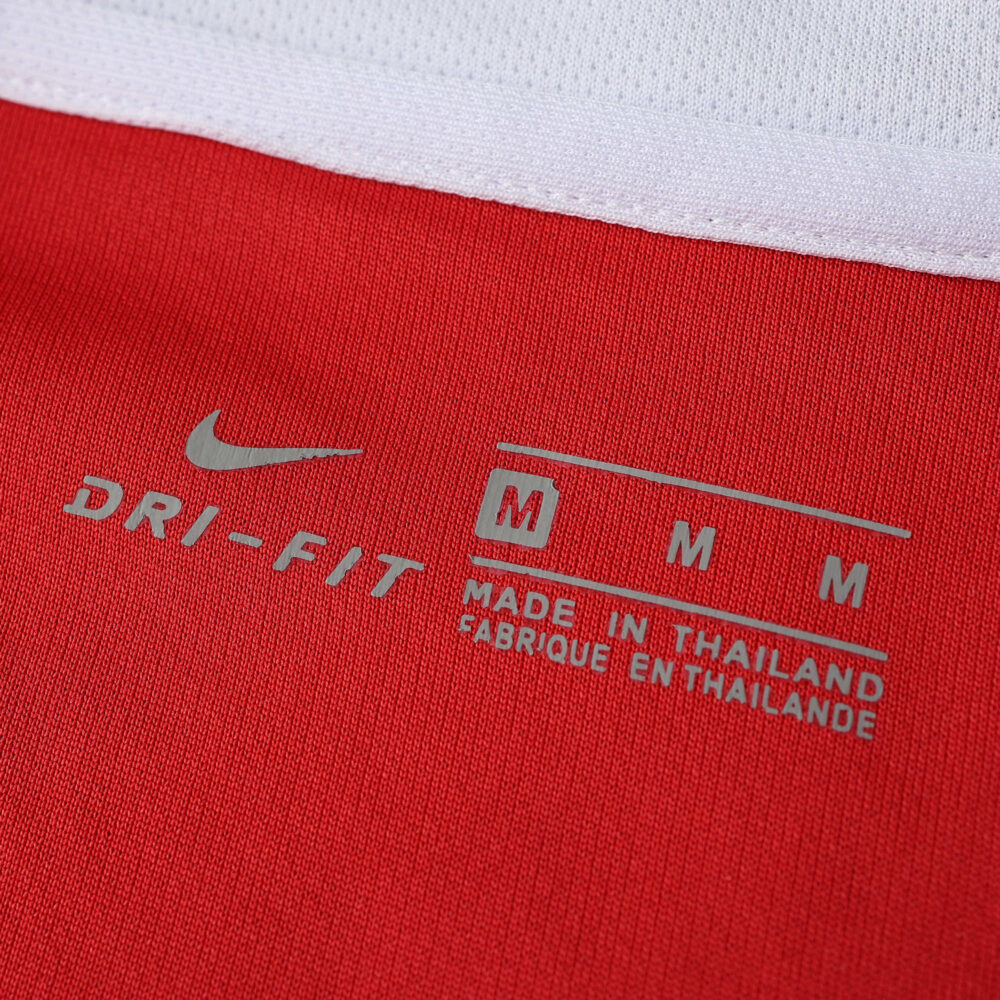 DRI-FIT
M M M
MADE IN THAILAND
FABRIQUE EN THAILANDE